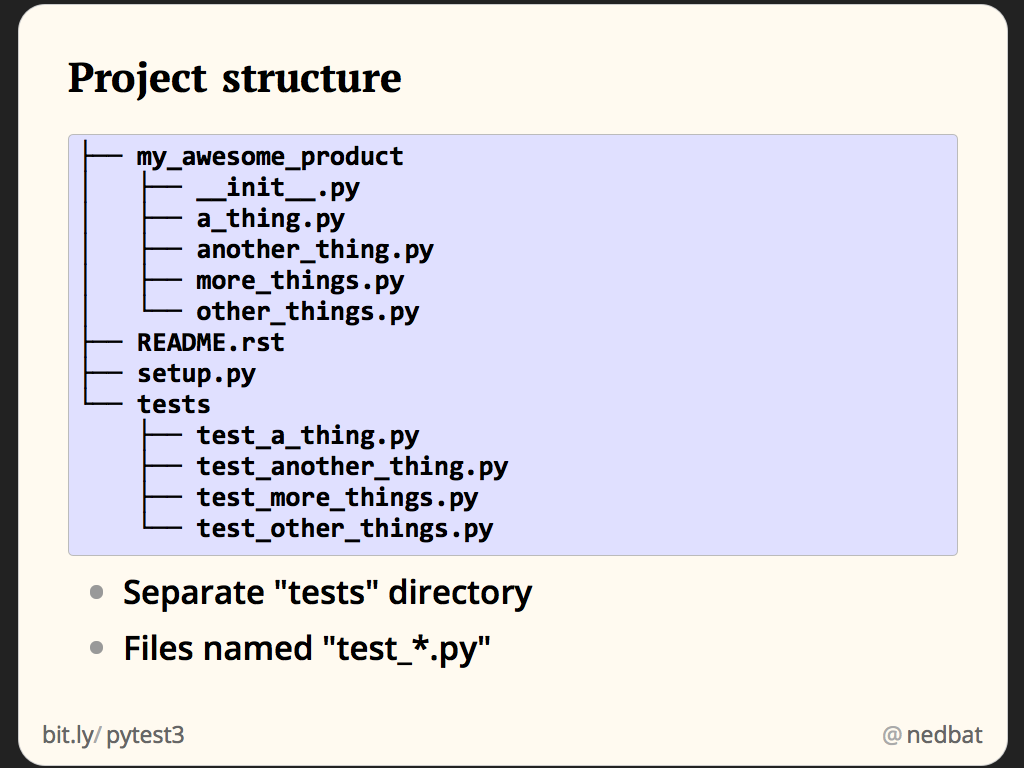 Project structure
├── my_awesome_product
│   ├── __init__.py
│   ├── a_thing.py
│   ├── another_thing.py
│   ├── more_things.py
│   └── other_things.py
├── README.rst
├── setup.py
└── tests
    ├── test_a_thing.py
    ├── test_another_thing.py
    ├── test_more_things.py
    └── test_other_things.py
Separate "tests" directory
Files named "test_*.py"
bit.ly/pytest3
@nedbat